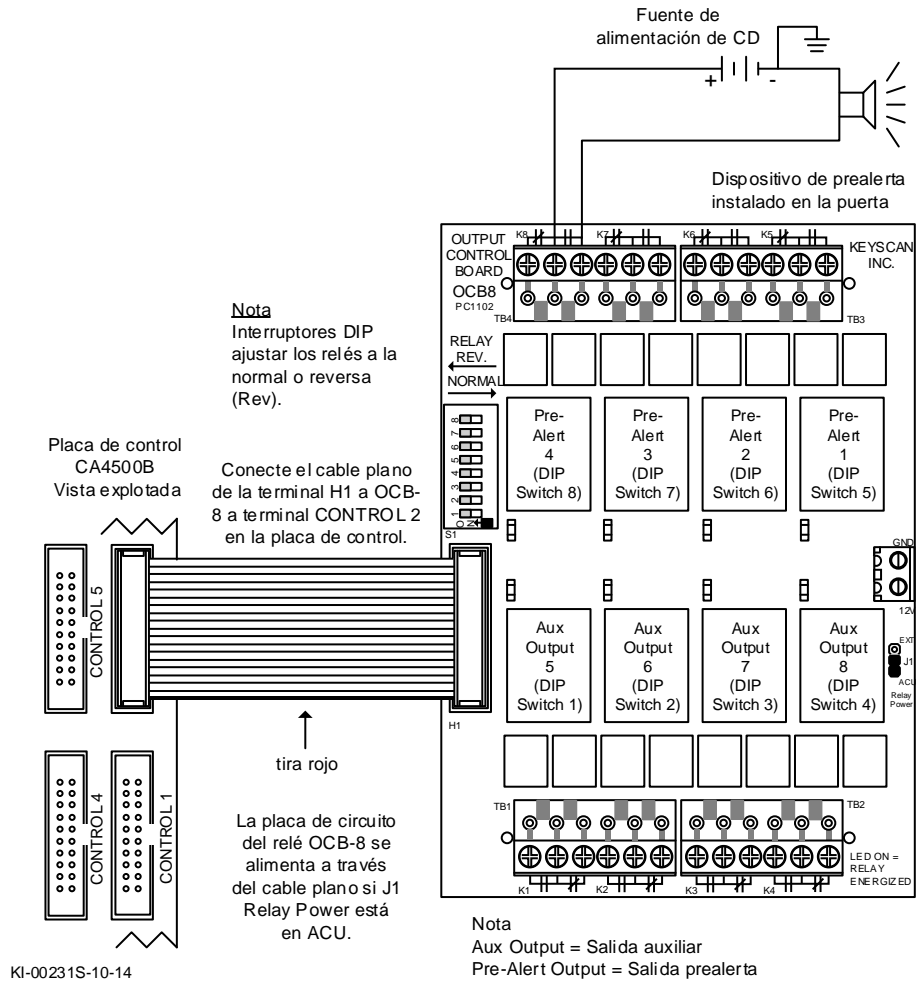 Fuente de
alimentación de CD
+ -
Dispositivo de prealerta
instalado en la puerta
OUTPUT
CONTROL
BOARD
OCB8
PC1102
K8
K7
K6
K5
KEYSCAN
INC.
TB4
TB3
Nota
Interruptores DIP
ajustar los relés a la
normal o reversa
(Rev).
RELAY
REV.
NORMAL
8
7
6
5
4
3
2
1
ON
S1
Pre-
Alert
4
(DIP
Switch 8)
Pre-
Alert
3
(DIP
Switch 7)
Pre-
Alert
2
(DIP
Switch 6)
Pre-
Alert
1
(DIP
Switch 5)
Placa de control
CA4500B
Vista explotada
Conecte el cable plano
de la terminal H1 a OCB-
8 a terminal CONTROL 2
en la placa de control.
GND
12V
CONTROL 5
H1
Aux
Output
5
(DIP
Switch 1)
Aux
Output
6
(DIP
Switch 2)
Aux
Output
7
(DIP
Switch 3)
Aux
Output
8
(DIP
Switch 4)
EXT
J1
ACU
Relay
Power
tira rojo
CONTROL 4
CONTROL 1
La placa de circuito
del relé OCB-8 se
alimenta a través
del cable plano si J1
Relay Power está
en ACU.
TB1
TB2
K1
K2
K3
K4
LED ON =
RELAY
ENERGIZED
Nota
Aux Output = Salida auxiliar
Pre-Alert Output = Salida prealerta
KI-00231S-10-14